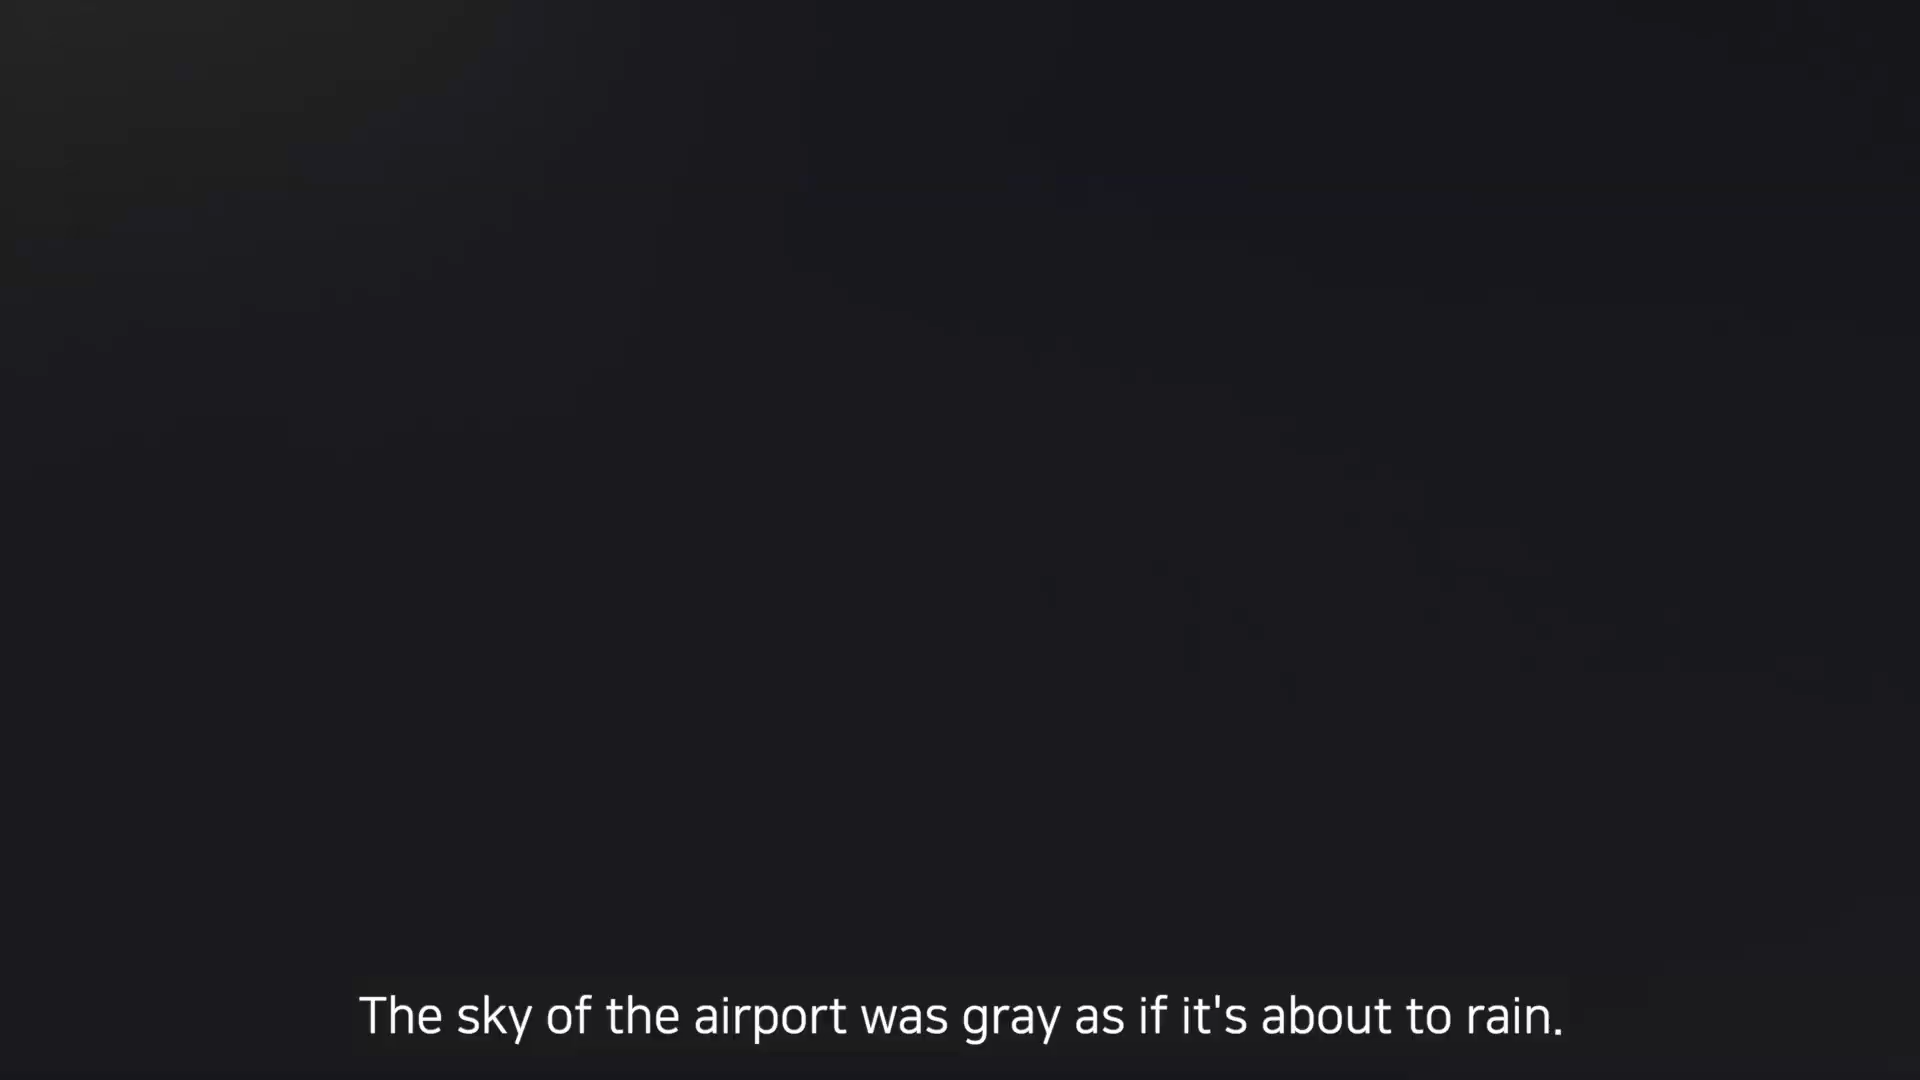 The sky of the airport was gray as if it's about to rain.